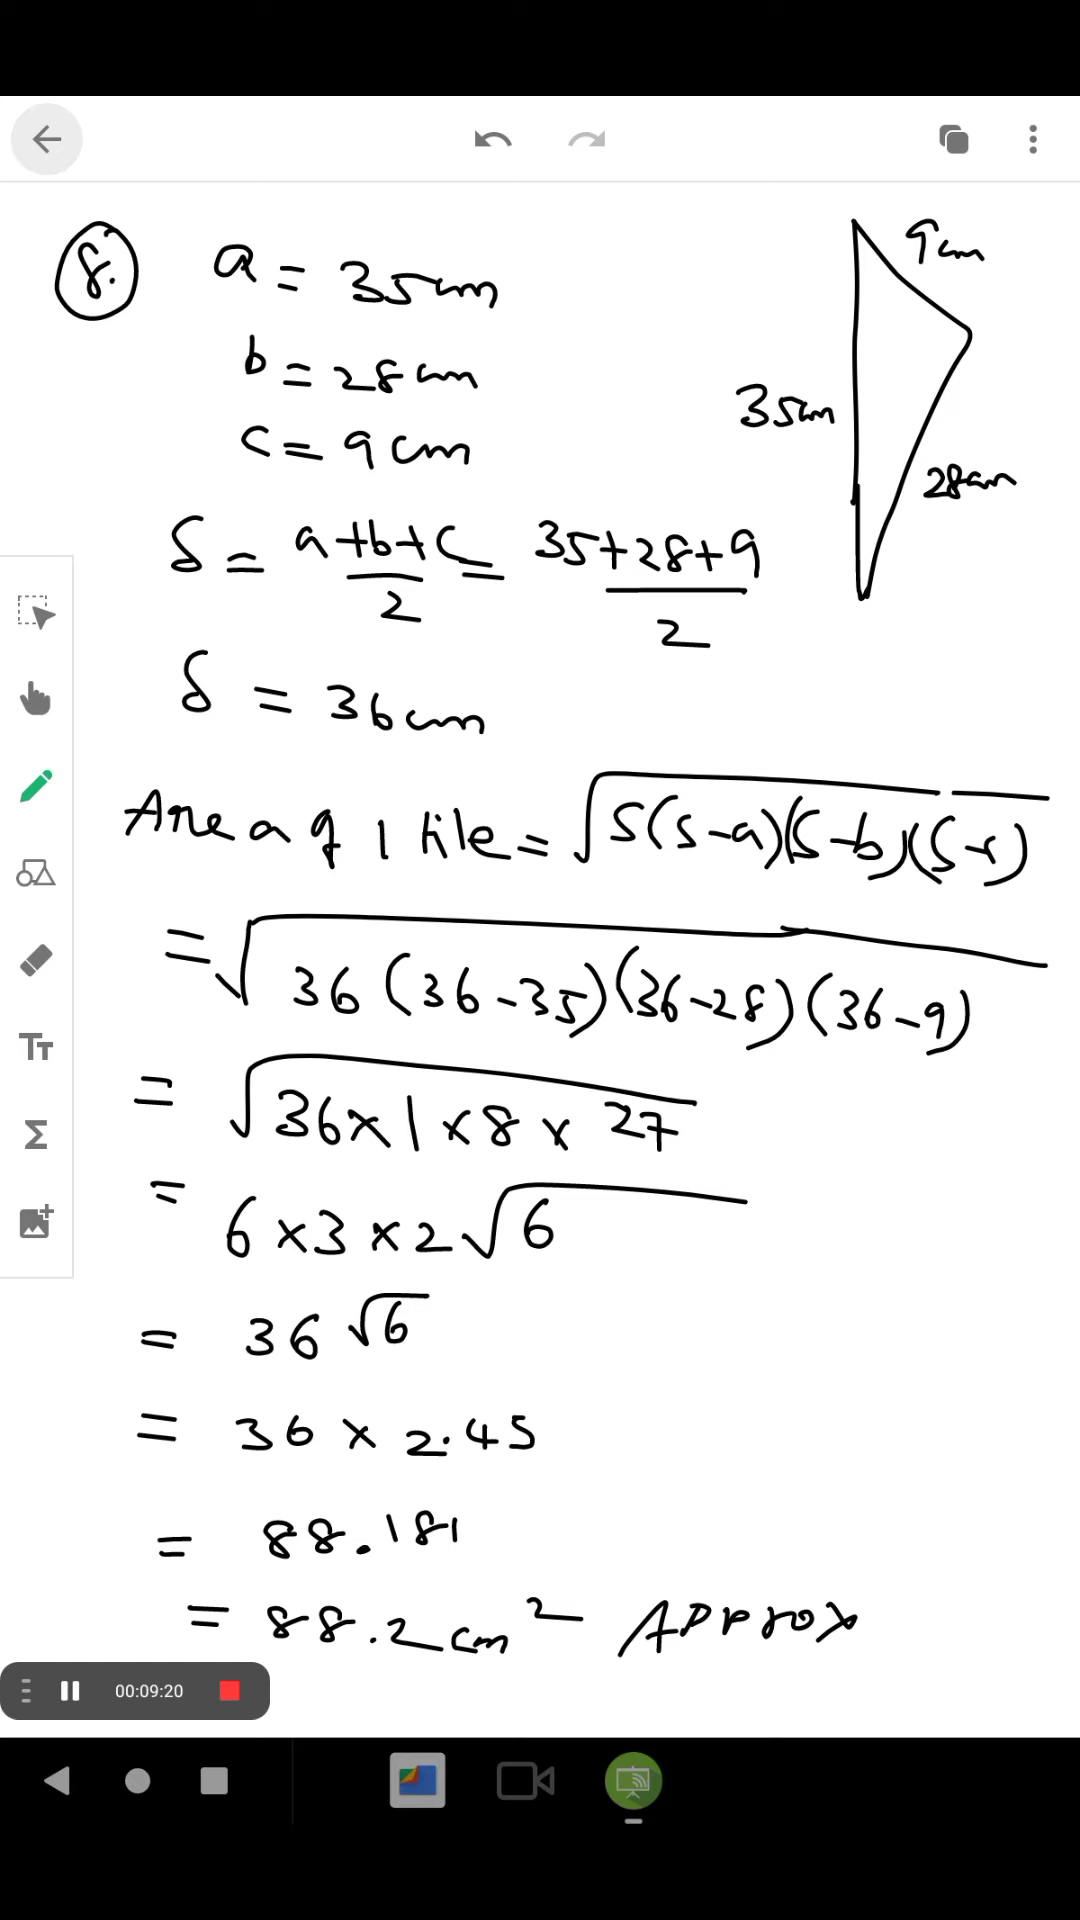 8.
a = 35cm
b = 28cm
c = 9cm
9cm
35cm
28cm
S = a+b+c/2 = 35+28+9/2
S = 36cm
Area of 1 tile = √S(S-a)(S-b)(S-c)
= √36(36-35)(36-28)(36-9)
= √36×1×8×27
= 6×3×2√6
= 36√6
= 36×2.45
= 88.181
= 88.2cm² Approx
00:09:20
Tт
Σ